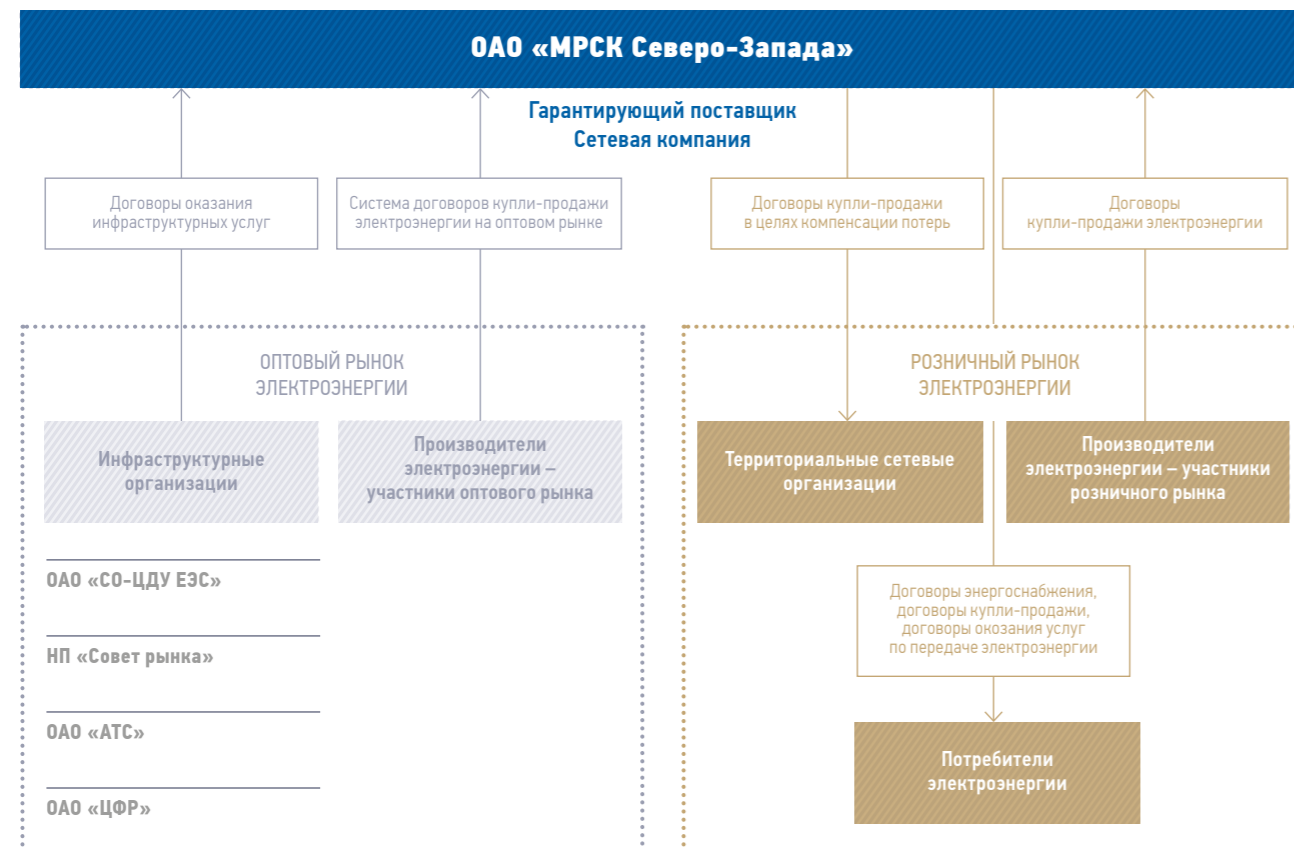 ОАО «МРСК Северо-Запада»
Гарантирующий поставщик
Сетевая компания
Договоры оказания
инфраструктурных услуг
Система договоров купли-продажи
электроэнергии на оптовом рынке
Договоры купли-продажи
в целях компенсации потерь
Договоры
купли-продажи электроэнергии
ОПТОВЫЙ РЫНОК
ЭЛЕКТРОЭНЕРГИИ
РОЗНИЧНЫЙ РЫНОК
ЭЛЕКТРОЭНЕРГИИ
Инфраструктурные
организации
Производители
электроэнергии –
участники оптового рынка
Территориальные сетевые
организации
Производители
электроэнергии – участники
розничного рынка
ОАО «СО-ЦДУ ЕЭС»
НП «Совет рынка»
ОАО «АТС»
ОАО «ЦФР»
Договоры энергоснабжения,
договоры купли-продажи,
договоры окозания услуг
по передаче электроэнергии
Потребители
электроэнергии